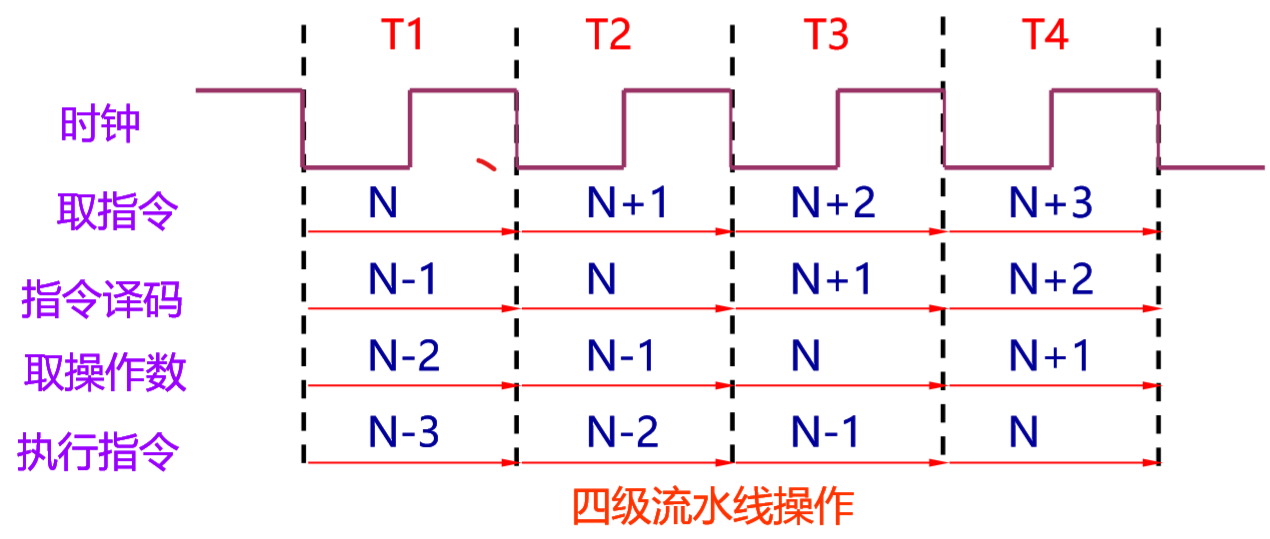 T1 T2 T3 T4
时钟
取指令 N N+1 N+2 N+3
指令译码 N-1 N N+1 N+2
取操作数 N-2 N-1 N N+1
执行指令 N-3 N-2 N-1 N
四级流水线操作